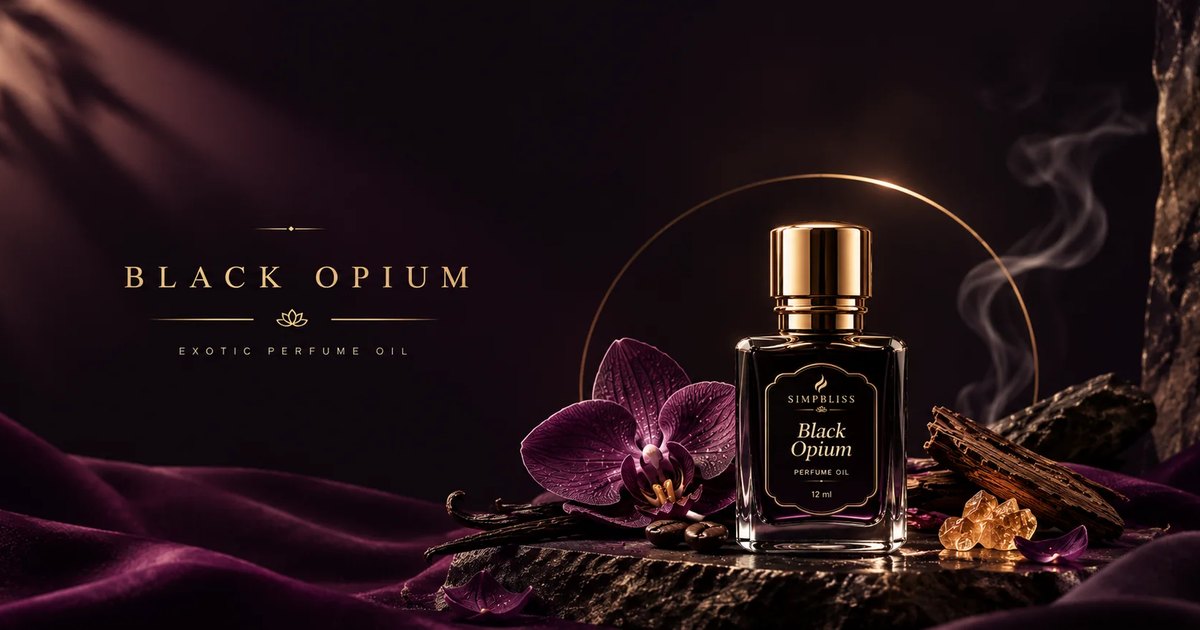 BLACK OPIUM
EXOTIC PERFUME OIL
SIMPBLISS
Black
Opium
PERFUME OIL
12 ml